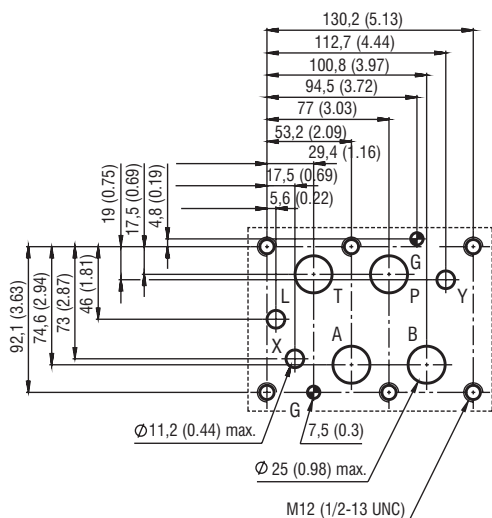 130,2 (5.13)
112,7 (4.44)
100,8 (3.97)
94,5 (3.72)
77 (3.03)
53,2 (2.09)
29,4 (1.16)
17,5 (0.69)
5,6 (0.22)
19 (0.75)
17,5 (0.69)
4,8 (0.19)
92,1 (3.63)
74,6 (2.94)
73 (2.87)
46 (1.81)
G
L
T
P
Y
X
A
B
G
Ø11,2 (0.44) max.
7,5 (0.3)
Ø 25 (0.98) max.
M12 (1/2-13 UNC)